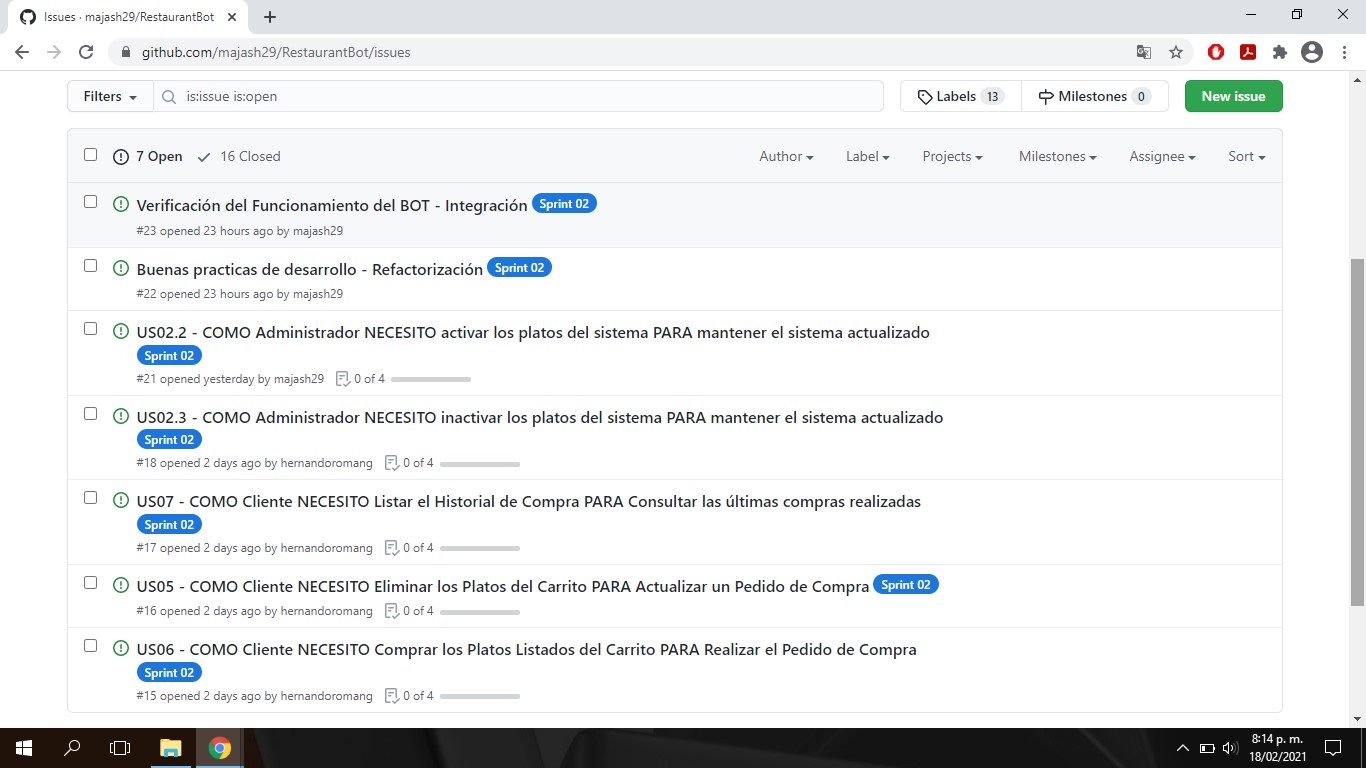 Issues · majash29/RestaurantBot
github.com/majash29/RestaurantBot/issues
Filters
is:issue is:open
Labels 13
Milestones 0
New issue
7 Open
16 Closed
Author
Label
Projects
Milestones
Assignee
Sort
Verificación del Funcionamiento del BOT - Integración Sprint 02
#23 opened 23 hours ago by majash29
Buenas practicas de desarrollo - Refactorización Sprint 02
#22 opened 23 hours ago by majash29
US02.2 - COMO Administrador NECESITO activar los platos del sistema PARA mantener el sistema actualizado
Sprint 02
#21 opened yesterday by majash29 0 of 4
US02.3 - COMO Administrador NECESITO inactivar los platos del sistema PARA mantener el sistema actualizado
Sprint 02
#18 opened 2 days ago by hernandoromang 0 of 4
US07 - COMO Cliente NECESITO Listar el Historial de Compra PARA Consultar las últimas compras realizadas
Sprint 02
#17 opened 2 days ago by hernandoromang 0 of 4
US05 - COMO Cliente NECESITO Eliminar los Platos del Carrito PARA Actualizar un Pedido de Compra Sprint 02
#16 opened 2 days ago by hernandoromang 0 of 4
US06 - COMO Cliente NECESITO Comprar los Platos Listados del Carrito PARA Realizar el Pedido de Compra
Sprint 02
#15 opened 2 days ago by hernandoromang 0 of 4
8:14 p. m.
18/02/2021